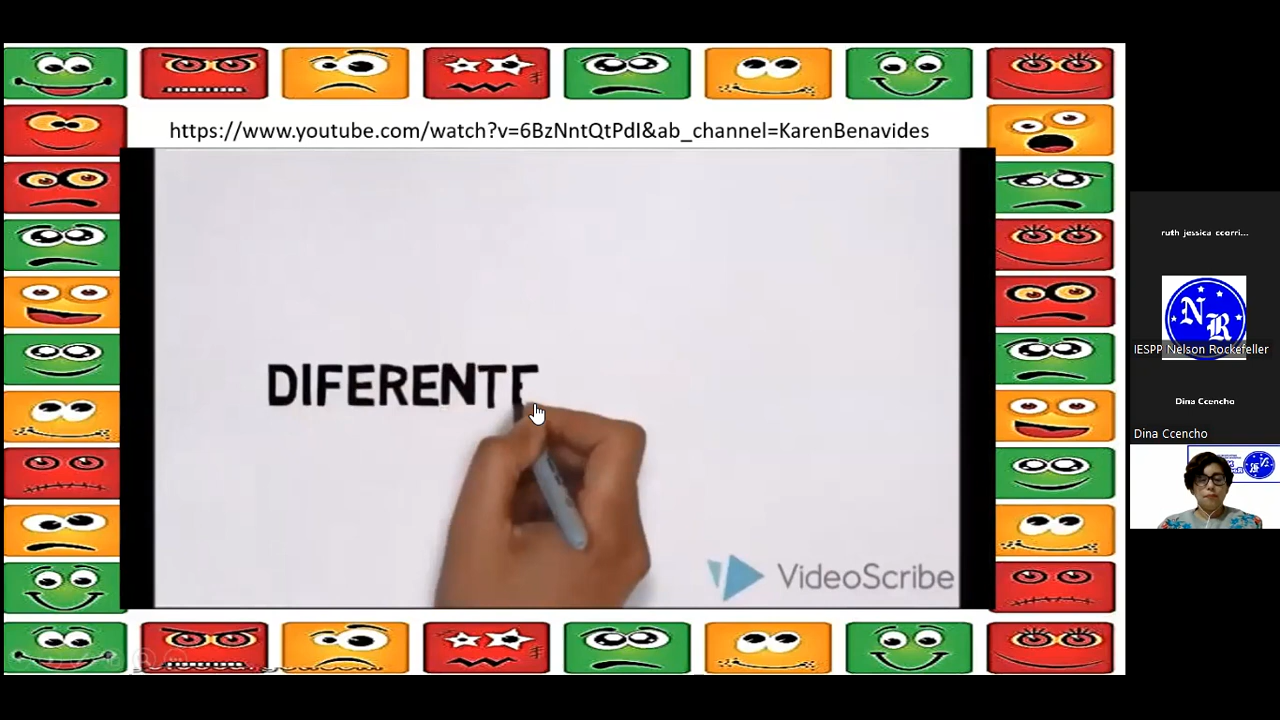 https://www.youtube.com/watch?v=6BzNntQtPdI&ab_channel=KarenBenavides
DIFERENTE
VideoScribe
ruth jessica ccorri...
NR
IESPP Nelson Rockefeller
Dina Ccencho
Dina Ccencho